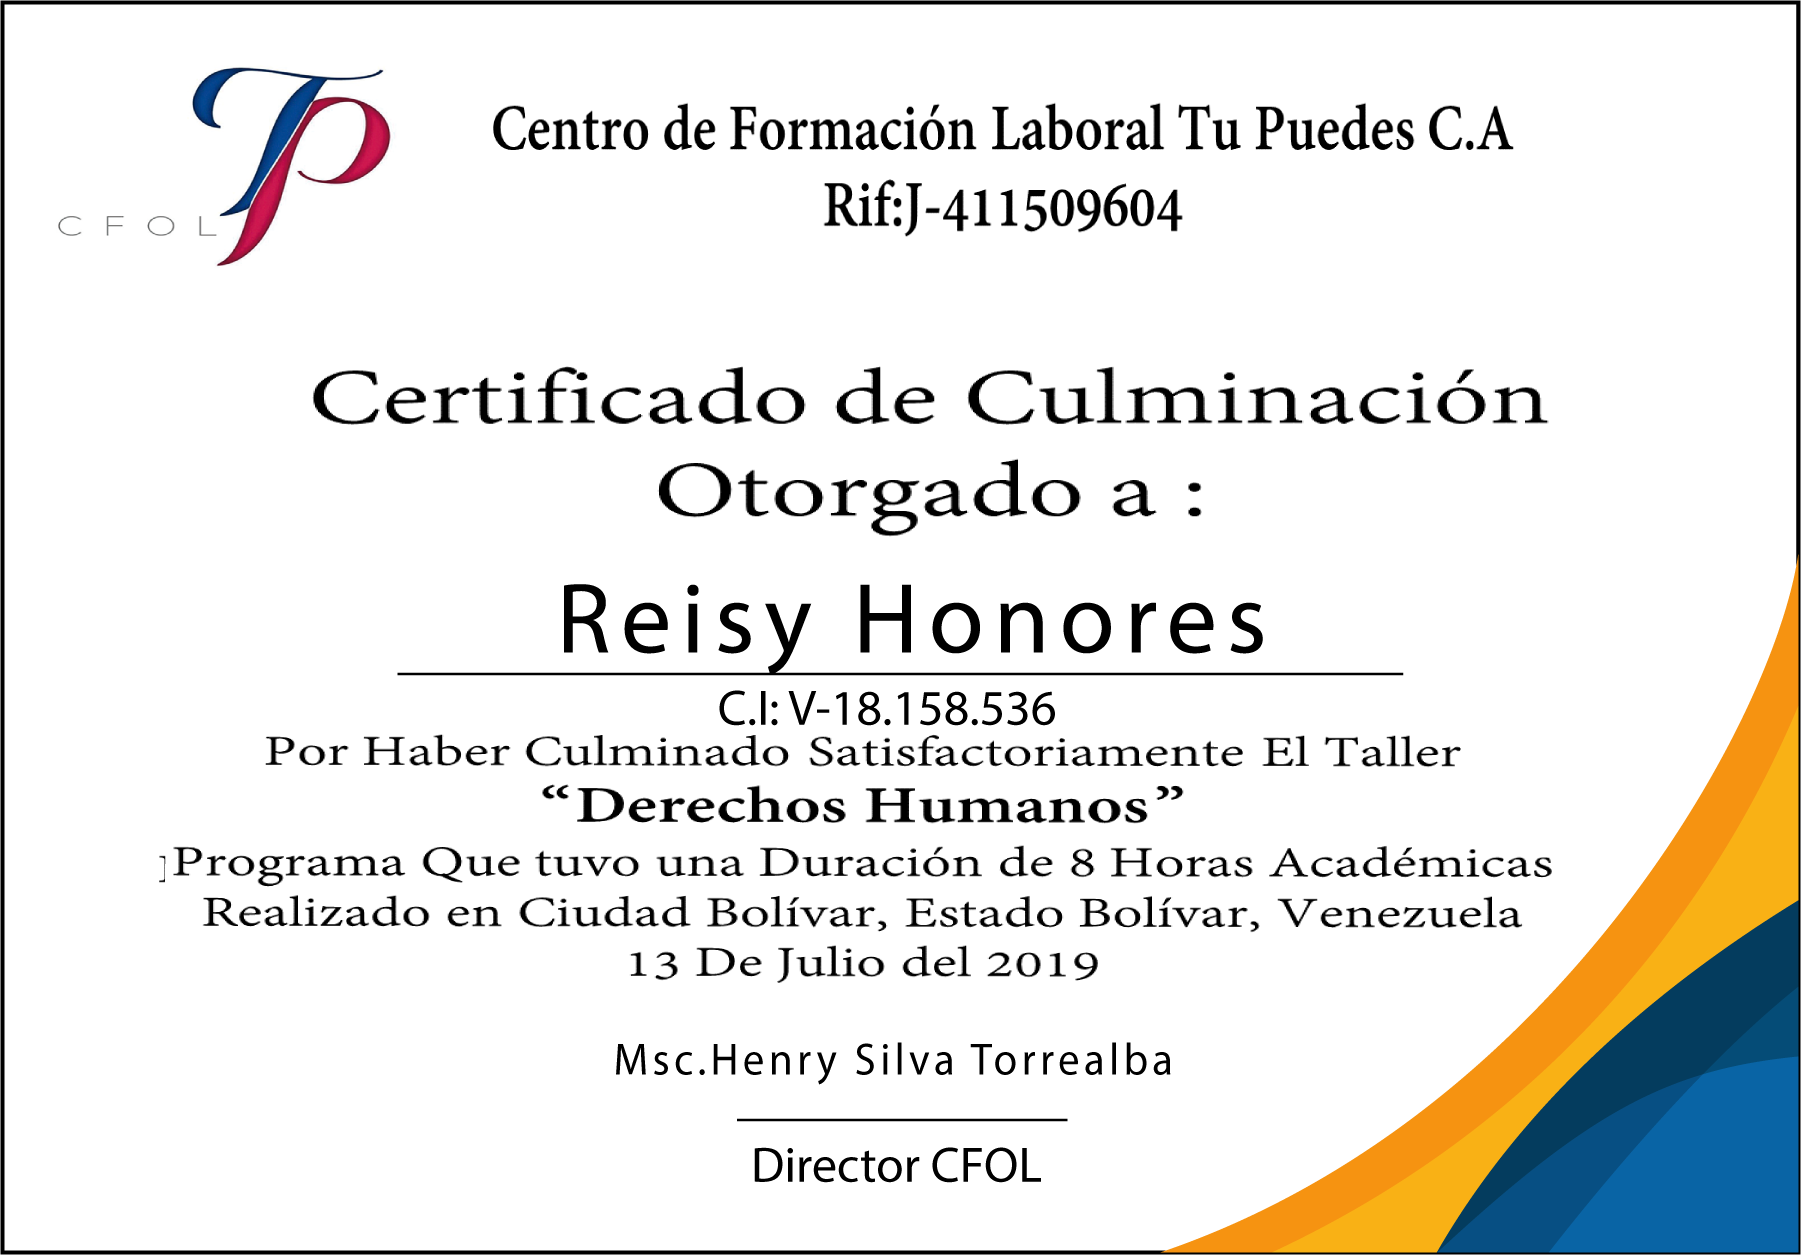 CFOL
TP
Centro de Formación Laboral Tu Puedes C.A
Rif:J-411509604
Certificado de Culminación
Otorgado a :
Reisy Honores
C.I: V-18.158.536
Por Haber Culminado Satisfactoriamente El Taller
“Derechos Humanos”
Programa Que tuvo una Duración de 8 Horas Académicas
Realizado en Ciudad Bolívar, Estado Bolívar, Venezuela
13 De Julio del 2019
Msc.Henry Silva Torrealba
Director CFOL